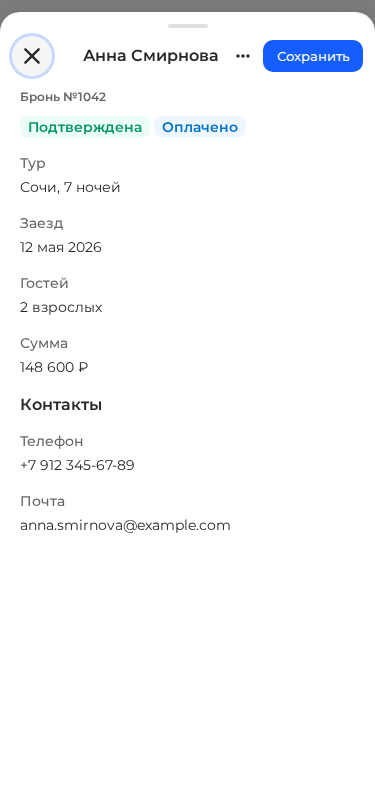 Анна Смирнова
Сохранить
Бронь №1042
Подтверждена Оплачено
Тур
Сочи, 7 ночей
Заезд
12 мая 2026
Гостей
2 взрослых
Сумма
148 600 ₽
Контакты
Телефон
+7 912 345-67-89
Почта
anna.smirnova@example.com